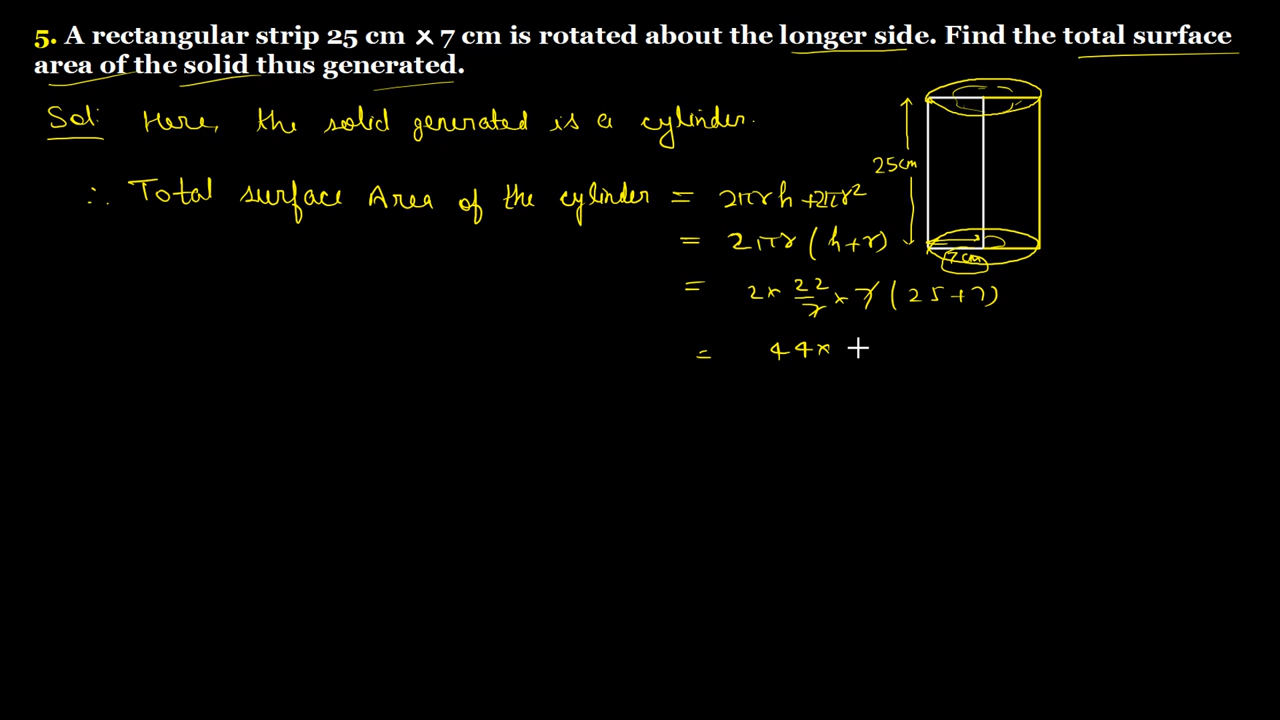 5. A rectangular strip 25 cm × 7 cm is rotated about the longer side. Find the total surface
area of the solid thus generated.
Sol: Here, the solid generated is a cylinder.
∴ Total surface Area of the cylinder = 2πrh + 2πr²
= 2πr (h+r)
= 2 × 22/7 × 7 (25+7)
= 44 ×
25cm
7cm